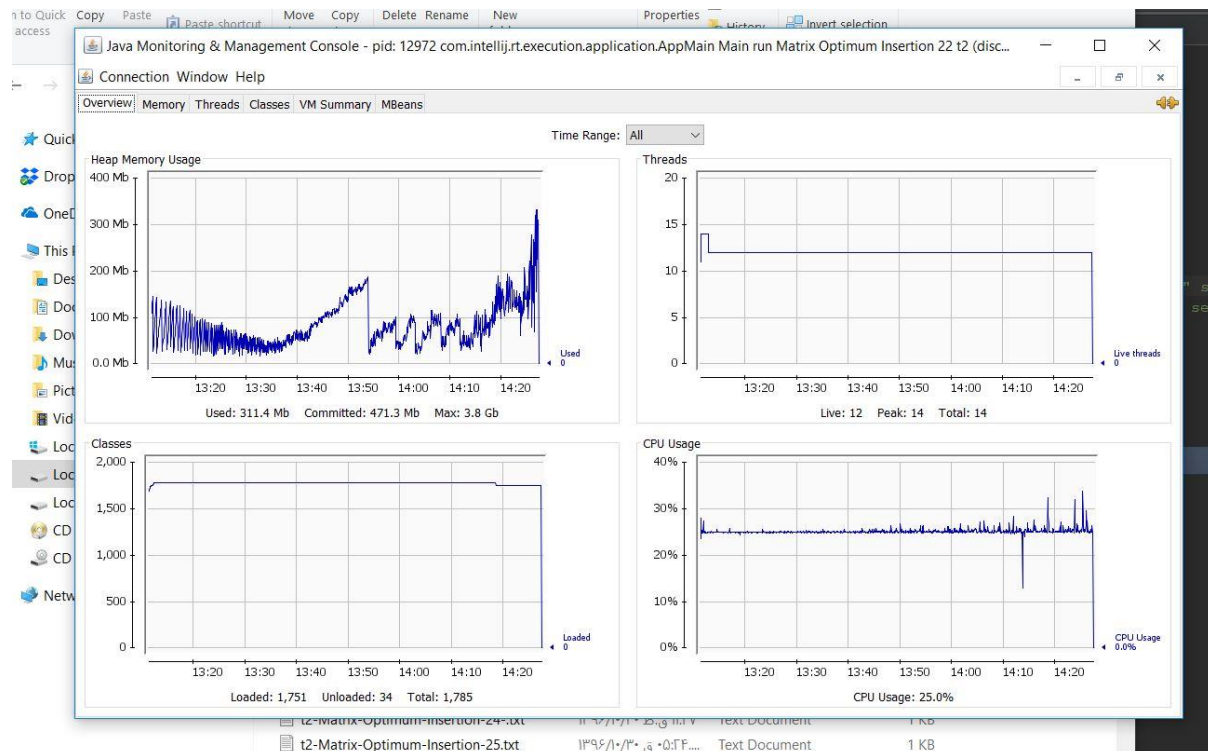 n to Quick Copy Paste Paste shortcut Move Copy Delete Rename New Properties History Invert selection
access
Java Monitoring & Management Console - pid: 12972 com.intellij.rt.execution.application.AppMain Main run Matrix Optimum Insertion 22 t2 (disc...
Connection Window Help
Overview Memory Threads Classes VM Summary MBeans
Time Range: All
Quick
Drop
OneD
This P
Des
Doc
Dov
Mus
Pict
Vid
Loc
Loc
Loc
CD
CD
Netw
Heap Memory Usage
400 Mb
300 Mb
200 Mb
100 Mb
0.0 Mb
Used
0
13:20 13:30 13:40 13:50 14:00 14:10 14:20
Used: 311.4 Mb Committed: 471.3 Mb Max: 3.8 Gb
Threads
20
15
10
5
0
Live threads
0
13:20 13:30 13:40 13:50 14:00 14:10 14:20
Live: 12 Peak: 14 Total: 14
Classes
2,000
1,500
1,000
500
0
Loaded
0
13:20 13:30 13:40 13:50 14:00 14:10 14:20
Loaded: 1,751 Unloaded: 34 Total: 1,785
CPU Usage
40%
30%
20%
10%
0%
CPU Usage
0.0%
13:20 13:30 13:40 13:50 14:00 14:10 14:20
CPU Usage: 25.0%
" s
se
t2-Matrix-Optimum-Insertion-24-.txt Text Document 1 KB
t2-Matrix-Optimum-Insertion-25.txt Text Document 1 KB